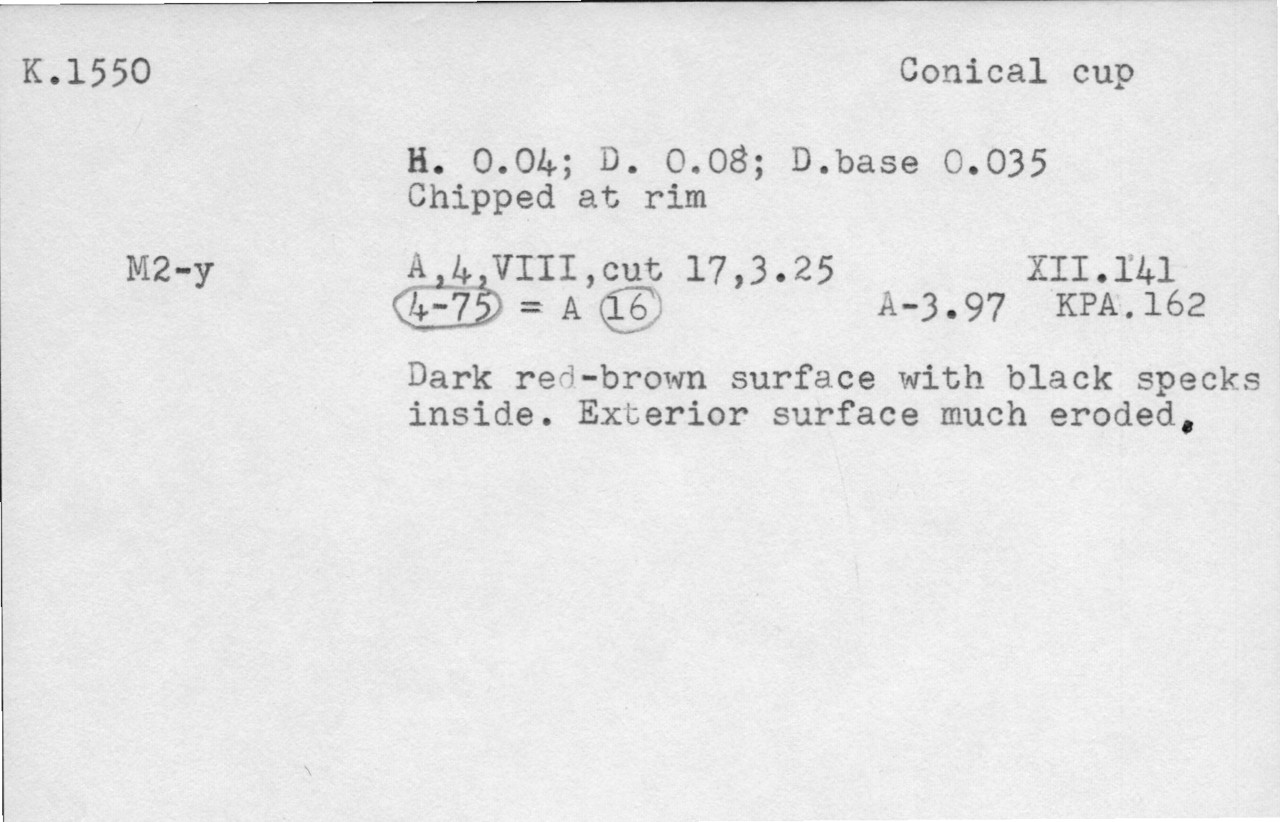 K.1550 Conical cup
H. 0.04; D. 0.08; D.base 0.035
Chipped at rim
M2-y A,4,VIII,cut 17,3.25 XII.141
4-75 = A 16 A-3.97 KPA.162
Dark red-brown surface with black specks
inside. Exterior surface much eroded.